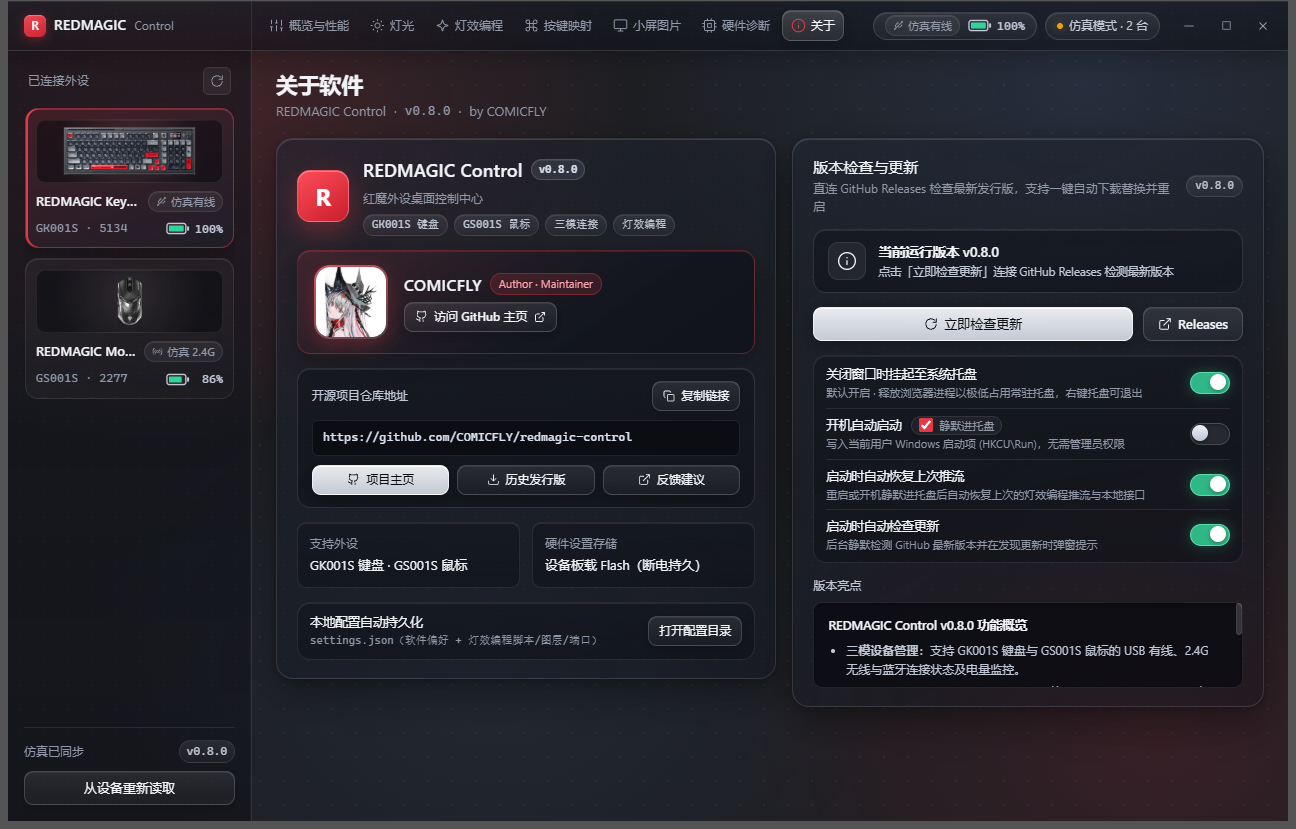 R REDMAGIC Control
概览与性能 灯光 灯效编程 按键映射 小屏图片 硬件诊断 关于
仿真有线 100% 仿真模式 · 2 台
已连接外设
REDMAGIC Key... 仿真有线
GK001S · 5134 100%
REDMAGIC Mo... 仿真 2.4G
GS001S · 2277 86%
仿真已同步 v0.8.0
从设备重新读取
关于软件
REDMAGIC Control · v0.8.0 · by COMICFLY
R
REDMAGIC Control v0.8.0
红魔外设桌面控制中心
GK001S 键盘 GS001S 鼠标 三模连接 灯效编程
COMICFLY Author · Maintainer
访问 GitHub 主页
开源项目仓库地址 复制链接
https://github.com/COMICFLY/redmagic-control
项目主页 历史发行版 反馈建议
支持外设
GK001S 键盘 · GS001S 鼠标
硬件设置存储
设备板载 Flash（断电持久）
本地配置自动持久化
settings.json（软件偏好 + 灯效编程脚本/图层/端口）
打开配置目录
版本检查与更新
直连 GitHub Releases 检查最新发行版，支持一键自动下载替换并重
启
v0.8.0
当前运行版本 v0.8.0
点击「立即检查更新」连接 GitHub Releases 检测最新版本
立即检查更新 Releases
关闭窗口时挂起至系统托盘
默认开启 · 释放浏览器进程以极低占用常驻托盘，右键托盘可退出
开机自动启动 静默进托盘
写入当前用户 Windows 启动项 (HKCU\Run)，无需管理员权限
启动时自动恢复上次推流
重启或开机静默进托盘后自动恢复上次的灯效编程推流与本地接口
启动时自动检查更新
后台静默检测 GitHub 最新版本并在发现更新时弹窗提示
版本亮点
REDMAGIC Control v0.8.0 功能概览
• 三模设备管理：支持 GK001S 键盘与 GS001S 鼠标的 USB 有线、2.4G
无线与蓝牙连接状态及电量监控。